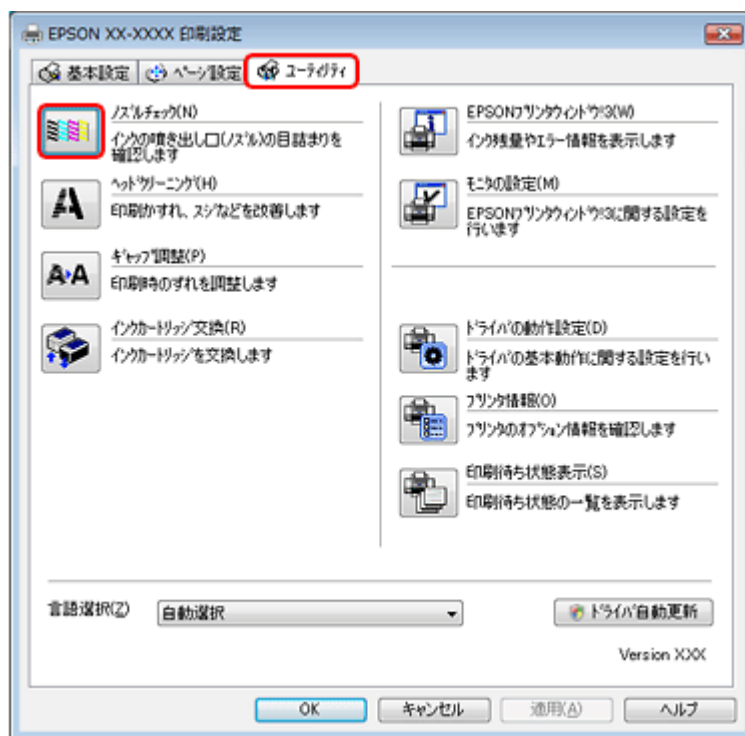 EPSON XX-XXXX 印刷設定
基本設定
ページ設定
ユーティリティ
ノズルチェック(N)
インクの噴き出し口(ノズル)の目詰まりを
確認します
ヘッドクリーニング(H)
印刷かすれ、スジなどを改善します
ギャップ調整(P)
印刷時のずれを調整します
インクカートリッジ交換(R)
インクカートリッジを交換します
EPSONプリンタウィンドウ!3(W)
インク残量やエラー情報を表示します
モニタの設定(M)
EPSONプリンタウィンドウ!3に関する設定を
行います
ドライバの動作設定(D)
ドライバの基本動作に関する設定を行い
ます
プリンタ情報(O)
プリンタのオプション情報を確認します
印刷待ち状態表示(S)
印刷待ち状態の一覧を表示します
言語選択(Z)
自動選択
ドライバ自動更新
Version XXX
OK
キャンセル
適用(A)
ヘルプ